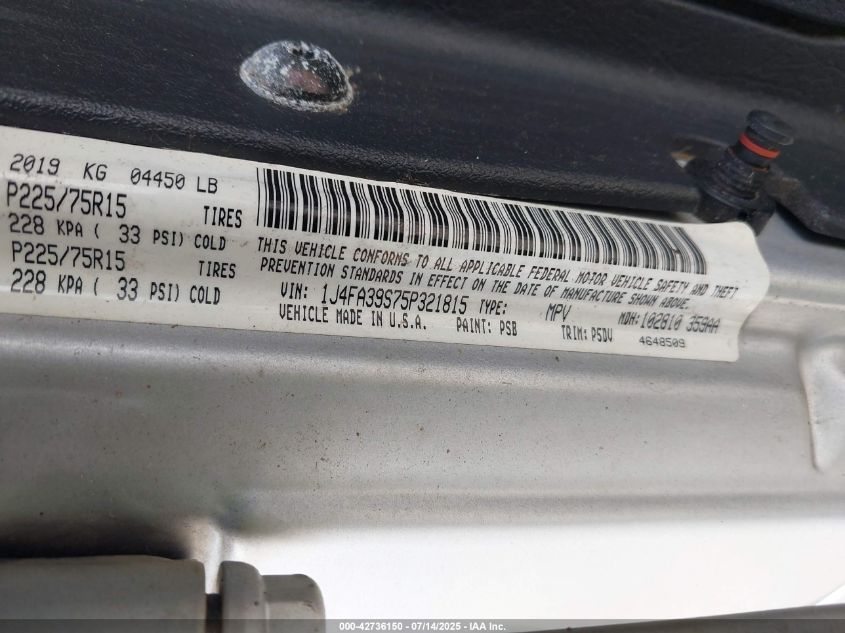 2019 KG 04450 LB
P225/75R15 TIRES
228 KPA ( 33 PSI) COLD
P225/75R15 TIRES
228 KPA ( 33 PSI) COLD
THIS VEHICLE CONFORMS TO ALL APPLICABLE FEDERAL MOTOR VEHICLE SAFETY AND THEFT
PREVENTION STANDARDS IN EFFECT ON THE DATE OF MANUFACTURE SHOWN ABOVE.
VIN: 1J4FA39S75P321815 TYPE: MPV MDH: 102810 359AA
VEHICLE MADE IN U.S.A. PAINT: PSB TRIM: P5DV 4648509
000-42736150 - 07/14/2025 - IAA Inc.